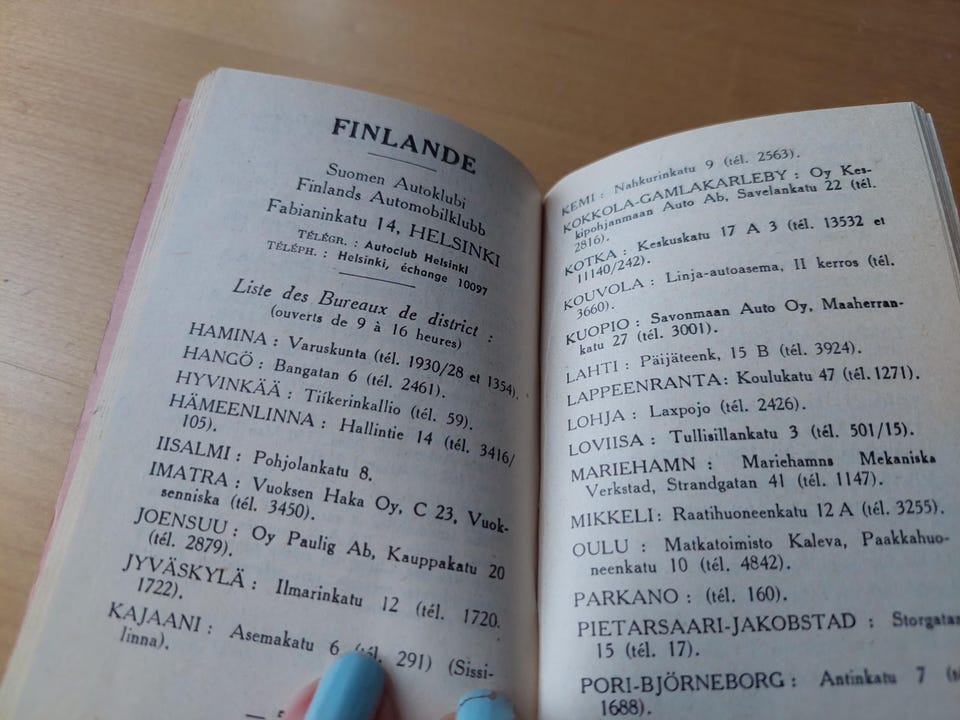 FINLANDE
Suomen Autoklubi
Finlands Automobilklubb
Fabianinkatu 14, HELSINKI
TÉLÉGR. : Autoclub Helsinki
TÉLÉPH. : Helsinki, échange 10097
Liste des Bureaux de district :
(ouverts de 9 à 16 heures)
HAMINA : Varuskunta (tél. 1930/28 et 1354).
HANGÖ : Bangatan 6 (tél. 2461).
HYVINKÄÄ : Tiikerinkallio (tél. 59).
HÄMEENLINNA : Hallintie 14 (tél. 3416/
105).
IISALMI : Pohjolankatu 8.
IMATRA : Vuoksen Haka Oy, C 23, Vuok-
senniska (tél. 3450).
JOENSUU : Oy Paulig Ab, Kauppakatu 20
(tél. 2879).
JYVÄSKYLÄ : Ilmarinkatu 12 (tél. 1720.
1722).
KAJAANI : Asemakatu 6 (tél. 291) (Sissi-
linna).
KEMI : Nahkurinkatu 9 (tél. 2563).
KOKKOLA-GAMLAKARLEBY : Oy Kes-
kipohjanmaan Auto Ab, Savelankatu 22 (tél.
2816).
KOTKA : Keskuskatu 17 A 3 (tél. 13532 et
11140/242).
KOUVOLA : Linja-autoasema, II kerros (tél.
3660).
KUOPIO : Savonmaan Auto Oy, Maaherran-
katu 27 (tél. 3001).
LAHTI : Päijäteenk, 15 B (tél. 3924).
LAPPEENRANTA : Koulukatu 47 (tél. 1271).
LOHJA : Laxpojo (tél. 2426).
LOVIISA : Tullisillankatu 3 (tél. 501/15).
MARIEHAMN : Mariehamns Mekaniska
Verkstad, Strandgatan 41 (tél. 1147).
MIKKELI : Raatihuoneenkatu 12 A (tél. 3255).
OULU : Matkatoimisto Kaleva, Paakkahuo-
neenkatu 10 (tél. 4842).
PARKANO : (tél. 160).
PIETARSAARI-JAKOBSTAD : Storgatan
15 (tél. 17).
PORI-BJÖRNEBORG : Antinkatu 7
1688).